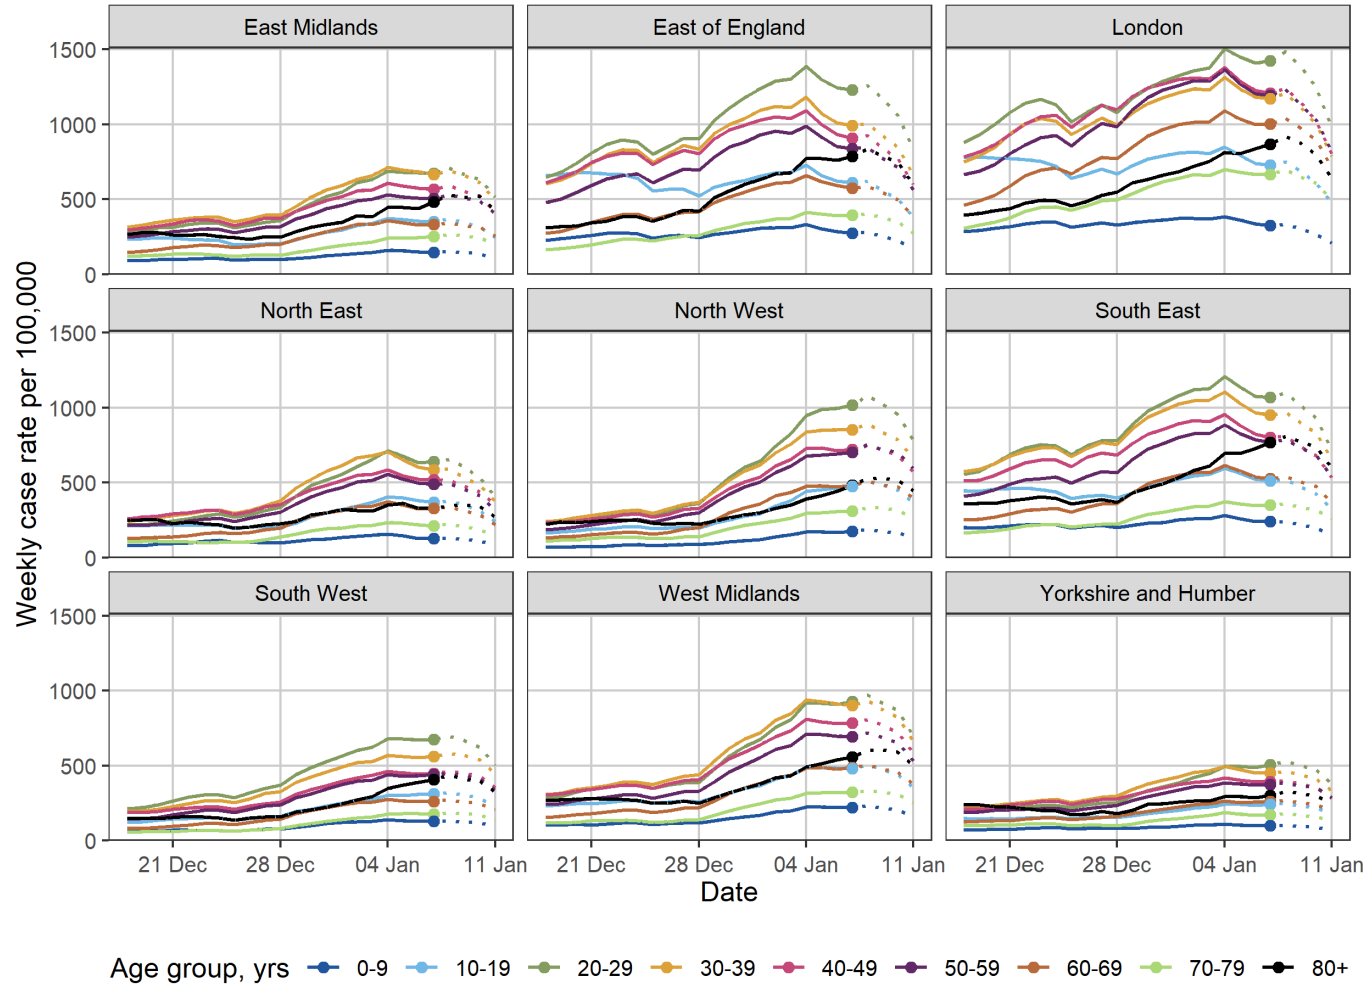 East Midlands East of England London
1500
1000
500
0
North East North West South East
1500
1000
500
0
South West West Midlands Yorkshire and Humber
1500
1000
500
0
21 Dec 28 Dec 04 Jan 11 Jan 21 Dec 28 Dec 04 Jan 11 Jan 21 Dec 28 Dec 04 Jan 11 Jan
Weekly case rate per 100,000
Date
Age group, yrs 0-9 10-19 20-29 30-39 40-49 50-59 60-69 70-79 80+